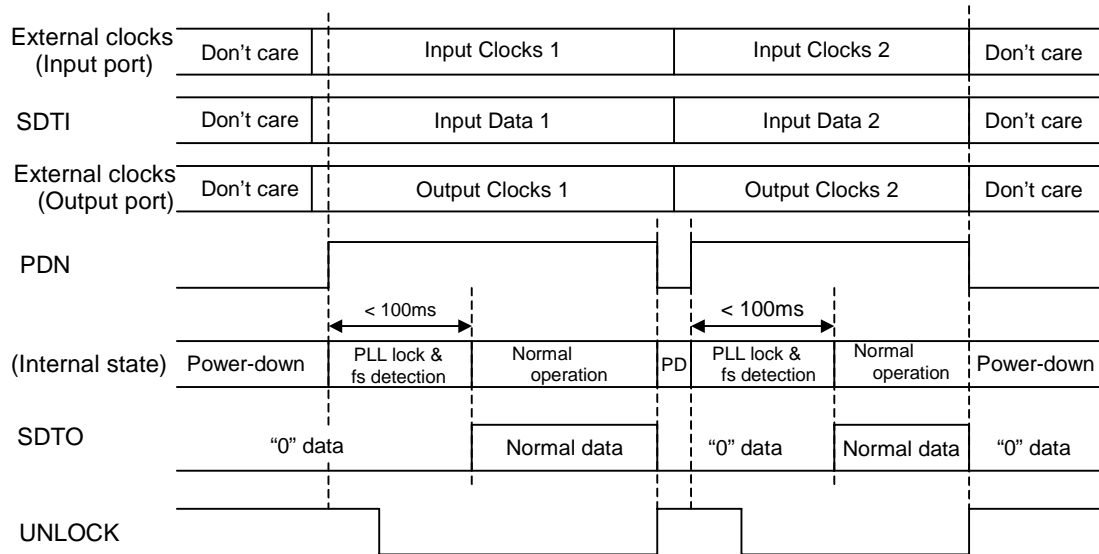 External clocks
(Input port)
Don’t care
Input Clocks 1
Input Clocks 2
Don’t care
SDTI
Don’t care
Input Data 1
Input Data 2
Don’t care
External clocks
(Output port)
Don’t care
Output Clocks 1
Output Clocks 2
Don’t care
PDN
< 100ms
< 100ms
(Internal state)
Power-down
PLL lock &
fs detection
Normal
operation
PD
PLL lock &
fs detection
Normal
operation
Power-down
SDTO
“0” data
Normal data
“0” data
Normal data
“0” data
UNLOCK